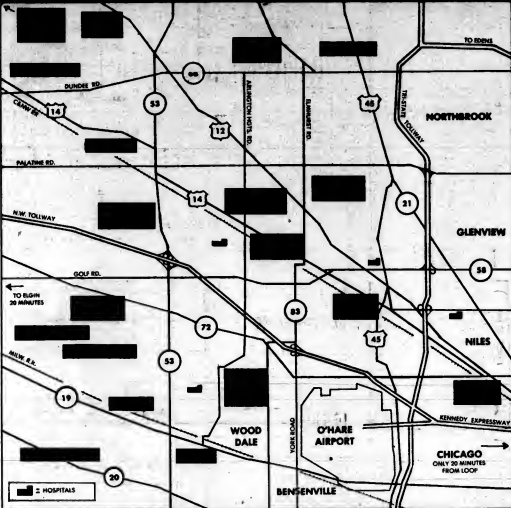 TO EDENS
68
DUNDEE RD.
C&NW RR
14
53
12
ARLINGTON HGTS. RD.
ELMHURST RD.
45
TRI-STATE TOLLWAY
NORTHBROOK
PALATINE RD.
14
21
N.W. TOLLWAY
GLENVIEW
GOLF RD.
58
TO ELGIN
20 MINUTES
72
83
45
NILES
MILW. R.R.
53
19
KENNEDY EXPRESSWAY
WOOD
DALE
YORK ROAD
O'HARE
AIRPORT
CHICAGO
ONLY 20 MINUTES
FROM LOOP
20
= HOSPITALS
BENSENVILLE